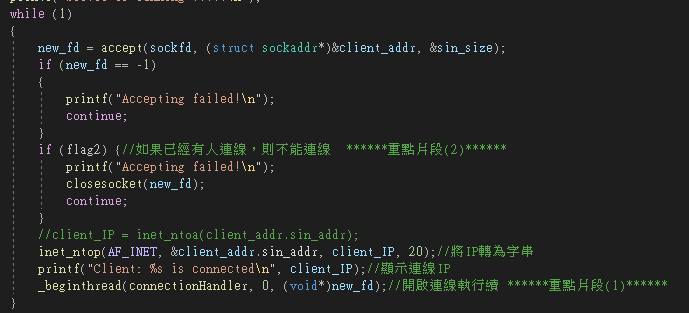 while (1)
{
new_fd = accept(sockfd, (struct sockaddr*)&client_addr, &sin_size);
if (new_fd == -1)
{
printf("Accepting failed!\n");
continue;
}
if (flag2) {//如果已經有人連線，則不能連線  ******重點片段(2)******
printf("Accepting failed!\n");
closesocket(new_fd);
continue;
}
//client_IP = inet_ntoa(client_addr.sin_addr);
inet_ntop(AF_INET, &client_addr.sin_addr, client_IP, 20);//將IP轉為字串
printf("Client: %s is connected\n", client_IP);//顯示連線IP
_beginthread(connectionHandler, 0, (void*)new_fd);//開啟連線執行續 ******重點片段(1)******
}